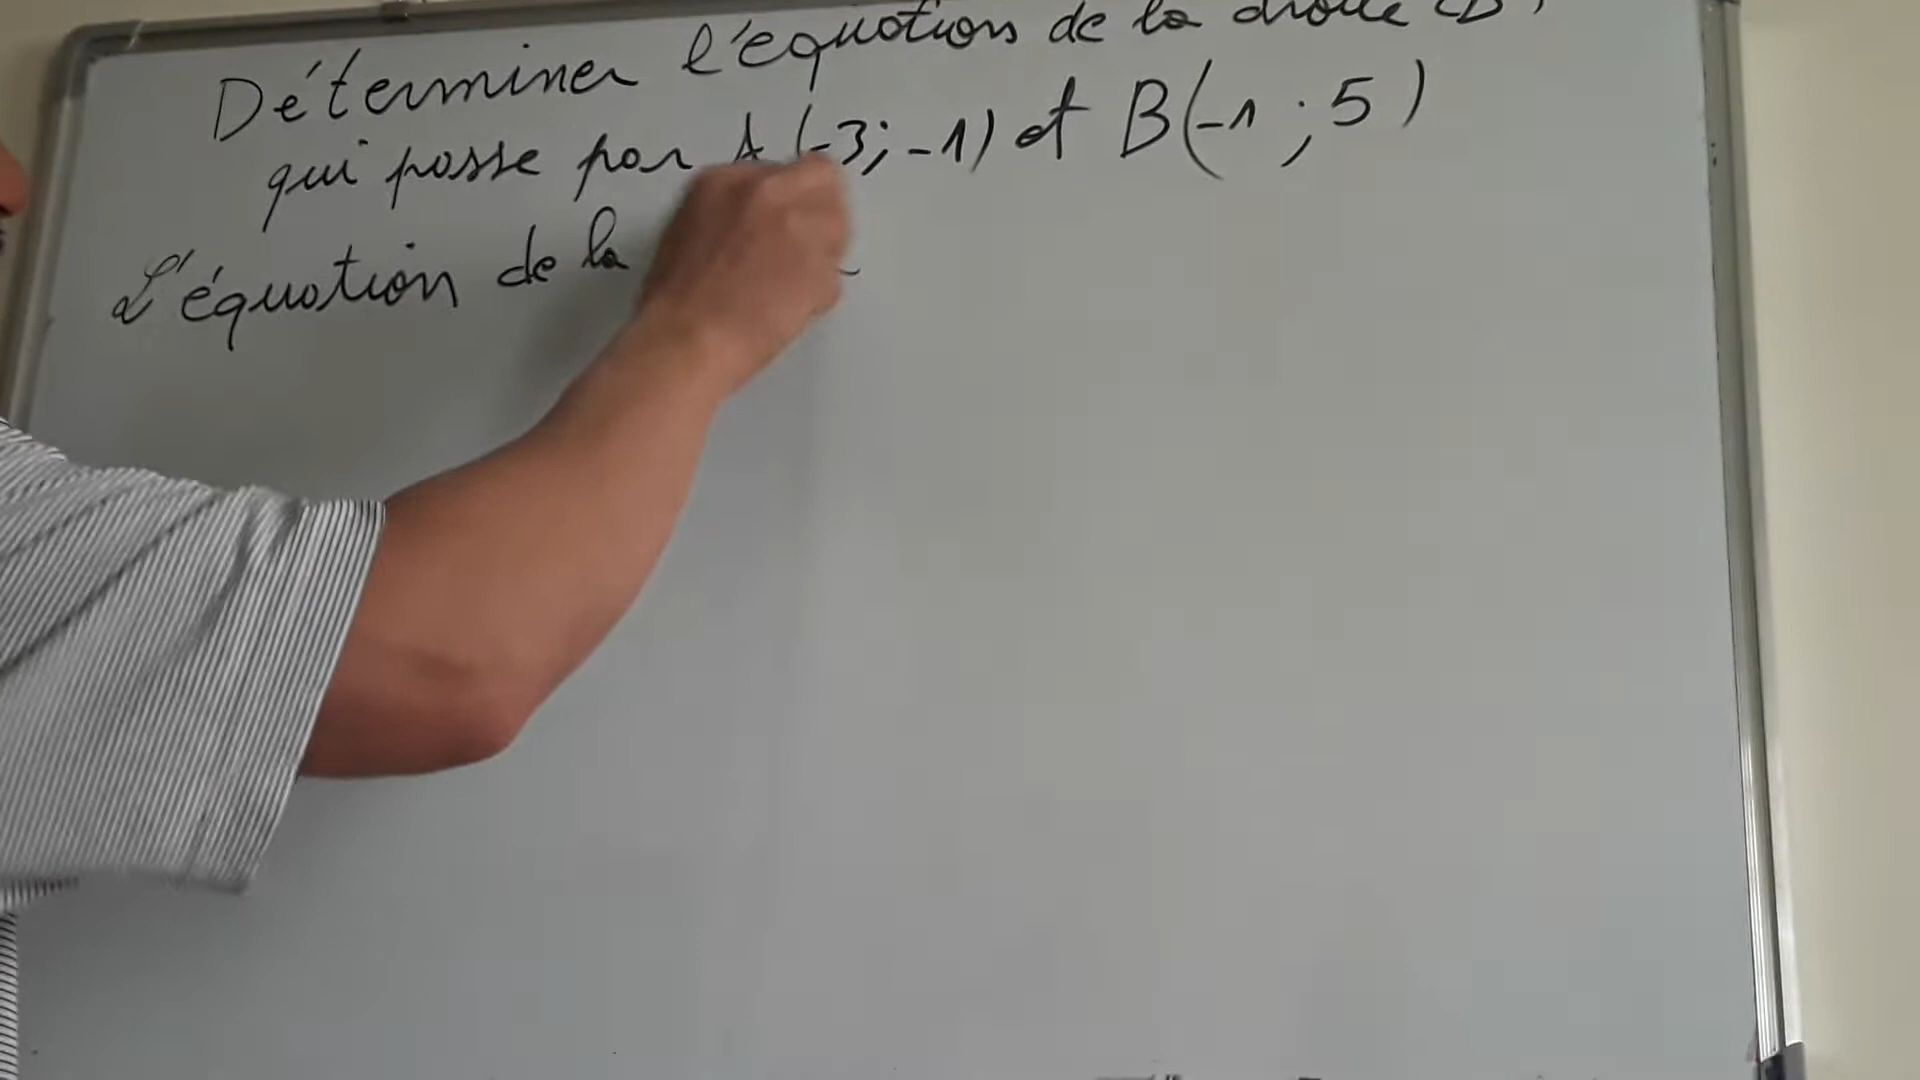 Déterminer l'équation de la droite (D)
qui passe par A(-3; -1) et B(-1 ; 5)
L'équation de la